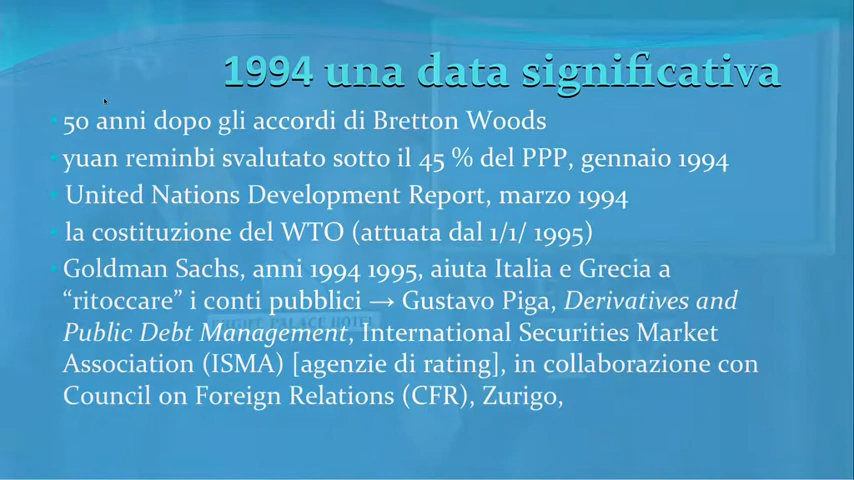 1994 una data significativa
• 50 anni dopo gli accordi di Bretton Woods
• yuan reminbi svalutato sotto il 45 % del PPP, gennaio 1994
• United Nations Development Report, marzo 1994
• la costituzione del WTO (attuata dal 1/1/ 1995)
• Goldman Sachs, anni 1994 1995, aiuta Italia e Grecia a
“ritoccare” i conti pubblici → Gustavo Piga, Derivatives and
Public Debt Management, International Securities Market
Association (ISMA) [agenzie di rating], in collaborazione con
Council on Foreign Relations (CFR), Zurigo,